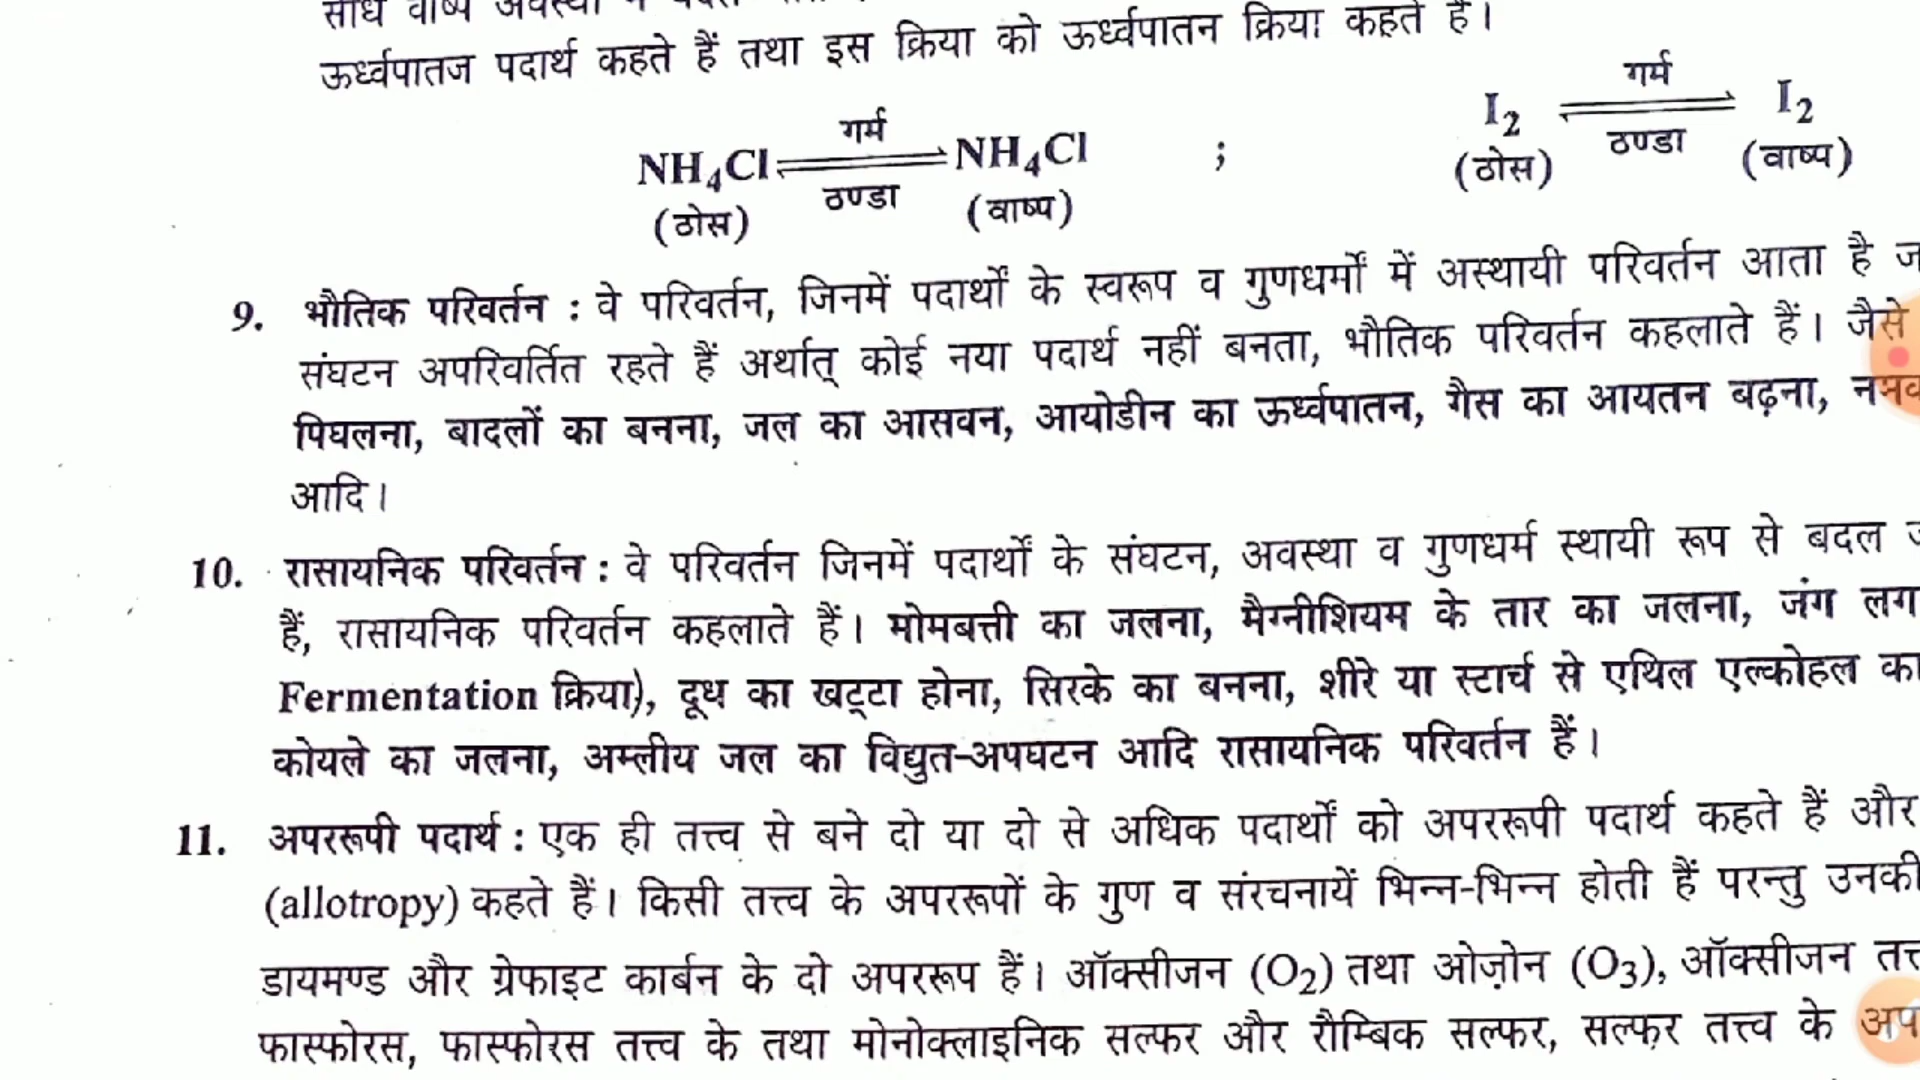 ऊर्ध्वपातज पदार्थ कहते हैं तथा इस क्रिया को ऊर्ध्वपातन क्रिया कहते हैं।
NH₄Cl ⇌ NH₄Cl ; I₂ ⇌ I₂
गर्म गर्म
ठण्डा ठण्डा
(ठोस) (वाष्प) (ठोस) (वाष्प)
9. भौतिक परिवर्तन : वे परिवर्तन, जिनमें पदार्थों के स्वरूप व गुणधर्मों में अस्थायी परिवर्तन आता है
संघटन अपरिवर्तित रहते हैं अर्थात् कोई नया पदार्थ नहीं बनता, भौतिक परिवर्तन कहलाते हैं। जैसे
पिघलना, बादलों का बनना, जल का आसवन, आयोडीन का ऊर्ध्वपातन, गैस का आयतन बढ़ना,
आदि।
10. रासायनिक परिवर्तन : वे परिवर्तन जिनमें पदार्थों के संघटन, अवस्था व गुणधर्म स्थायी रूप से बदल
हैं, रासायनिक परिवर्तन कहलाते हैं। मोमबत्ती का जलना, मैग्नीशियम के तार का जलना, जंग लग
Fermentation क्रिया), दूध का खट्टा होना, सिरके का बनना, शीरे या स्टार्च से एथिल एल्कोहल का
कोयले का जलना, अम्लीय जल का विद्युत-अपघटन आदि रासायनिक परिवर्तन हैं।
11. अपररूपी पदार्थ : एक ही तत्त्व से बने दो या दो से अधिक पदार्थों को अपररूपी पदार्थ कहते हैं और
(allotropy) कहते हैं। किसी तत्त्व के अपररूपों के गुण व संरचनायें भिन्न-भिन्न होती हैं परन्तु उनकी
डायमण्ड और ग्रेफाइट कार्बन के दो अपररूप हैं। ऑक्सीजन (O₂) तथा ओज़ोन (O₃), ऑक्सीजन
फास्फोरस, फास्फोरस तत्त्व के तथा मोनोक्लाइनिक सल्फर और रौम्बिक सल्फर, सल्फर तत्त्व के